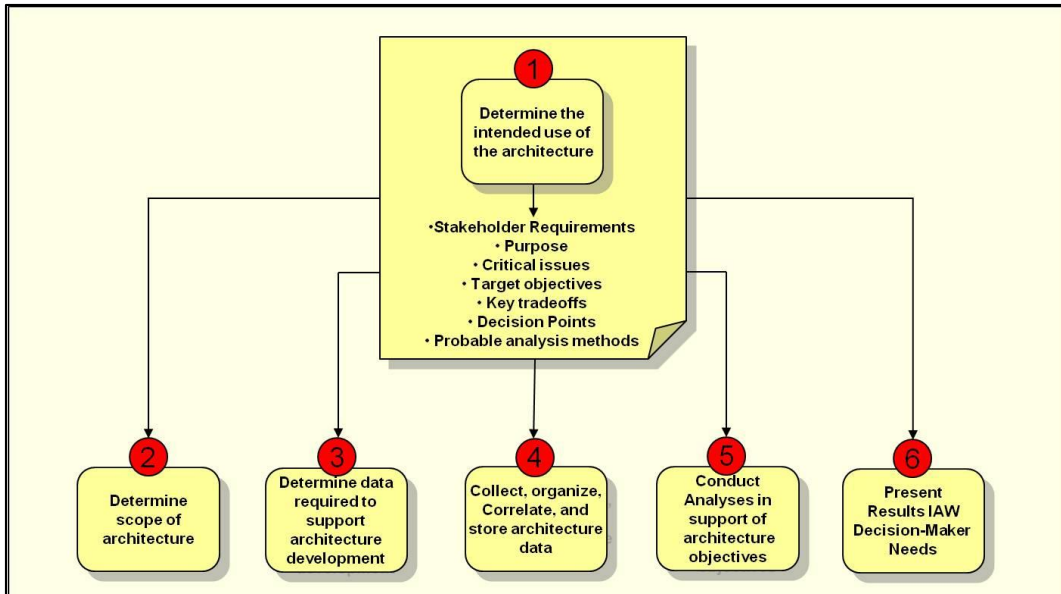 1
Determine the
intended use of
the architecture
•Stakeholder Requirements
• Purpose
• Critical issues
• Target objectives
• Key tradeoffs
• Decision Points
• Probable analysis methods
2
Determine
scope of
architecture
3
Determine data
required to
support
architecture
development
4
Collect, organize,
Correlate, and
store architecture
data
5
Conduct
Analyses in
support of
architecture
objectives
6
Present
Results IAW
Decision-Maker
Needs